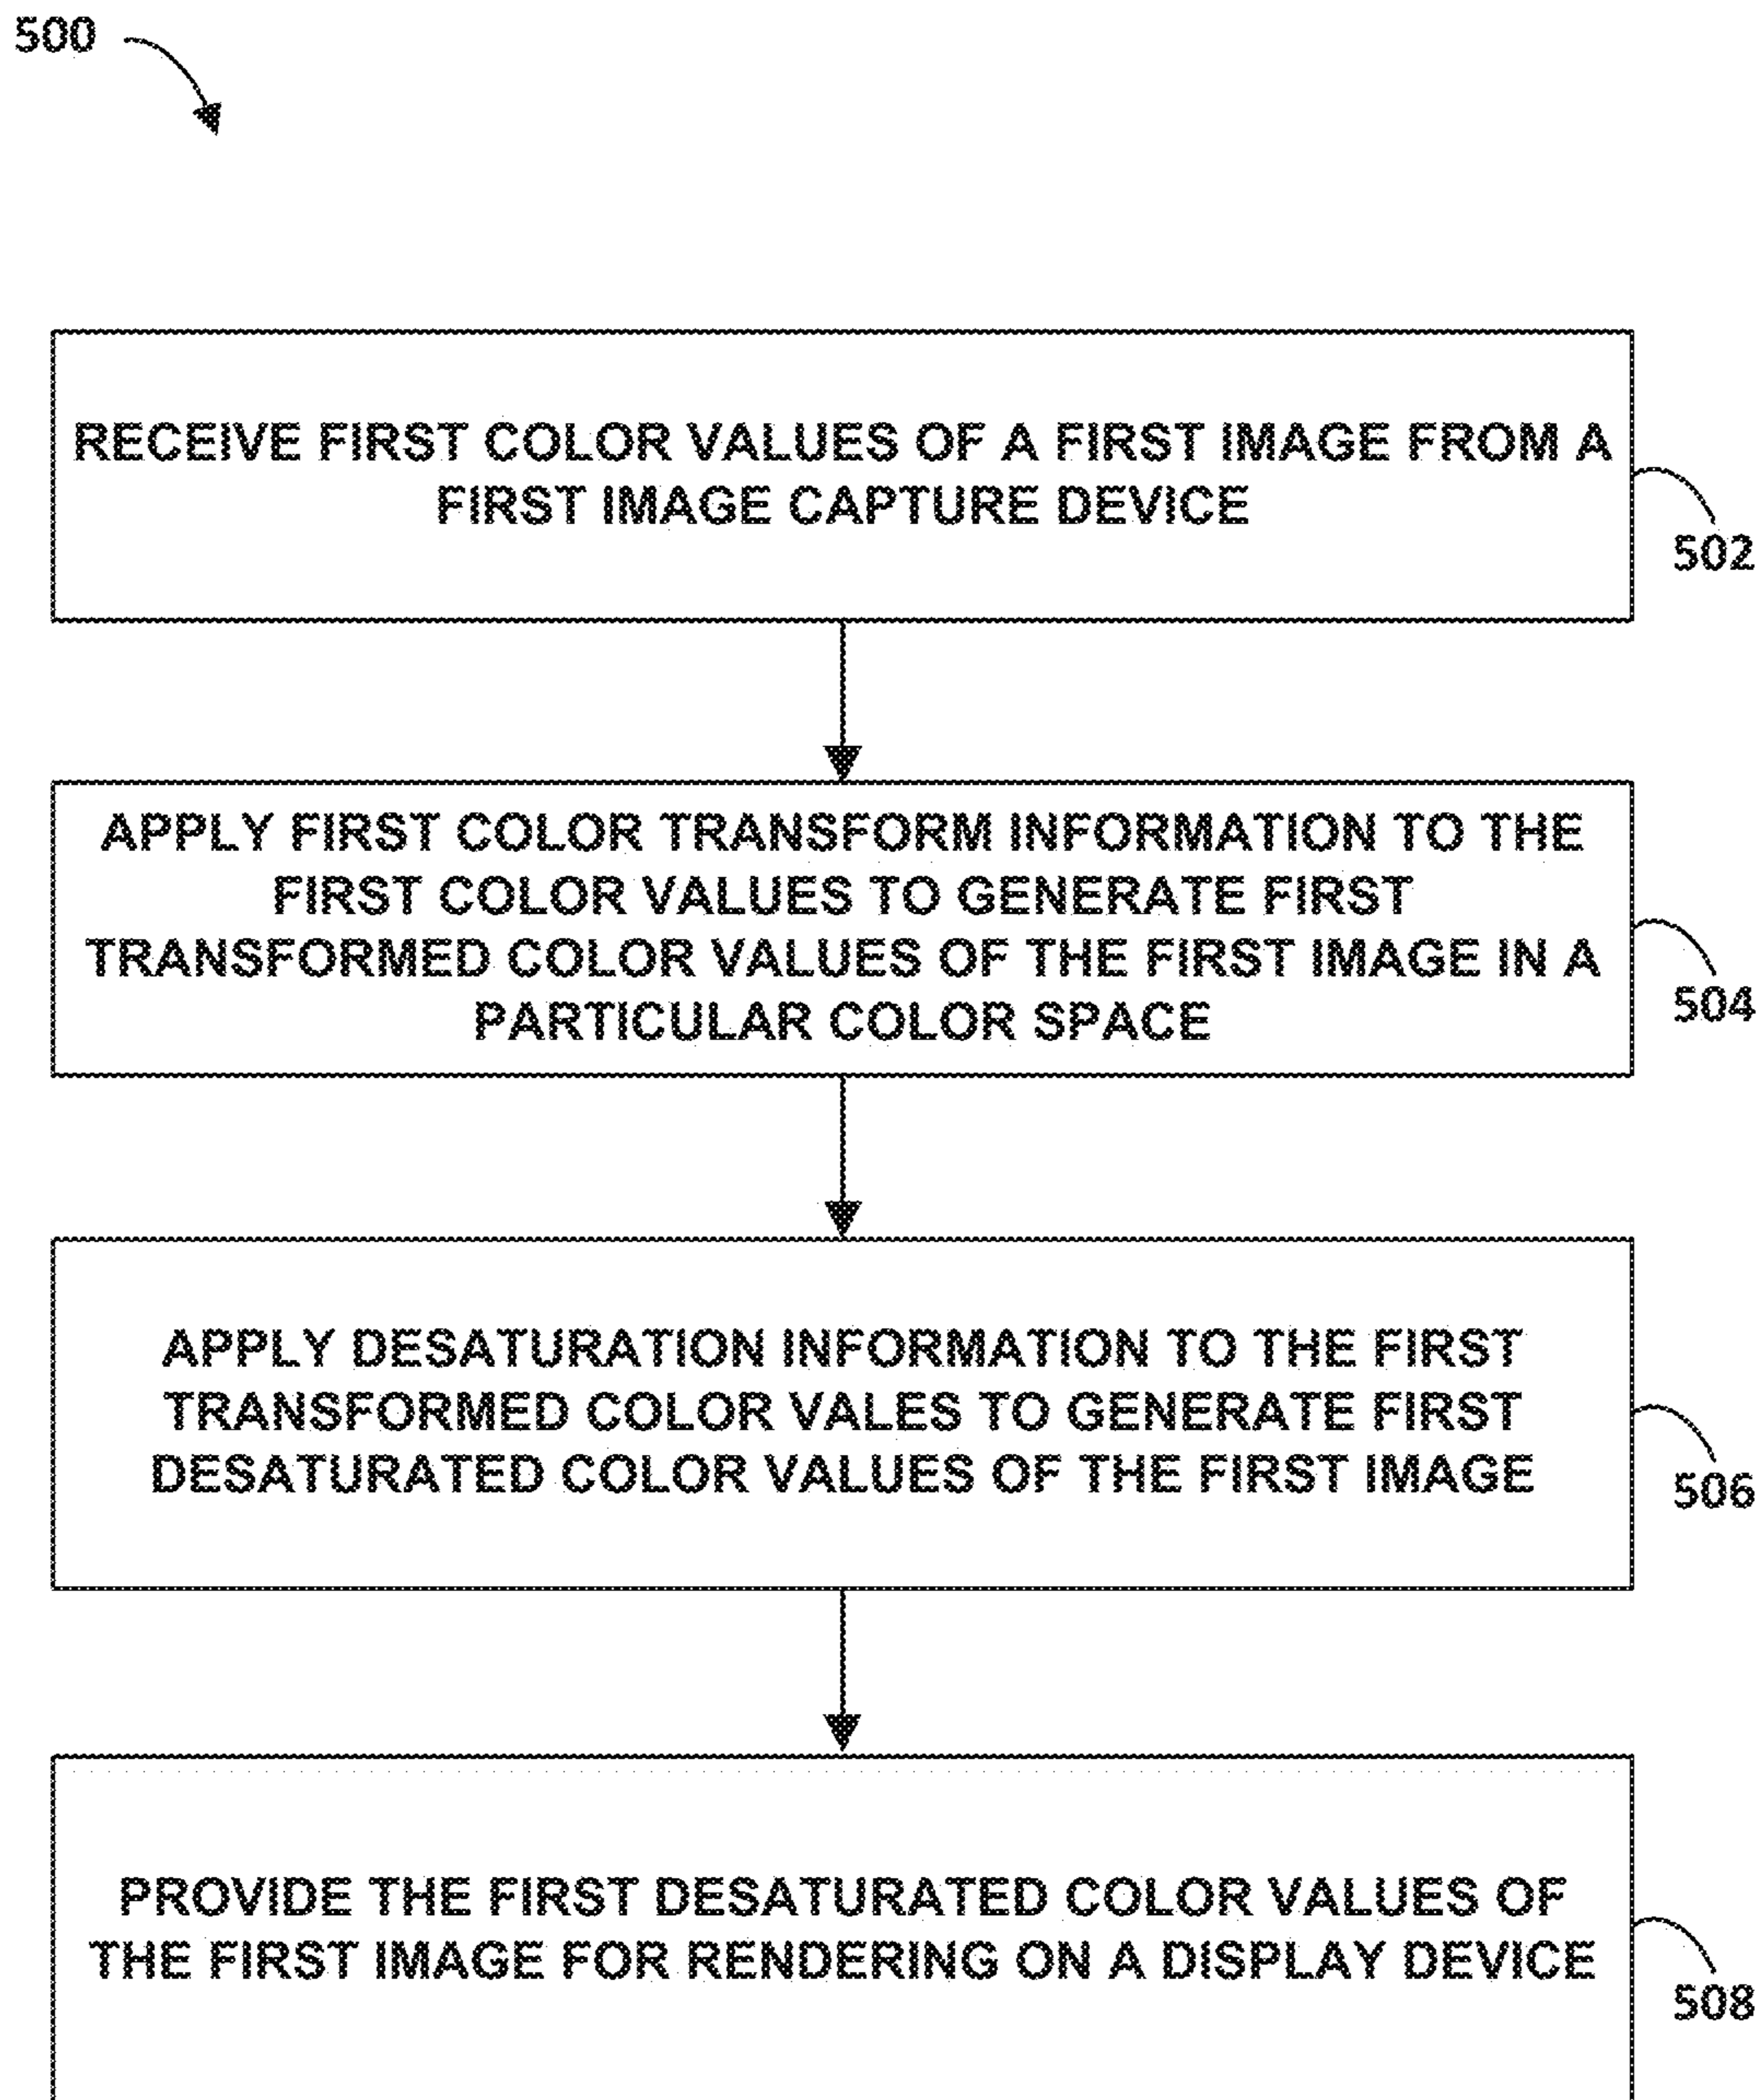 500
RECEIVE FIRST COLOR VALUES OF A FIRST IMAGE FROM A
FIRST IMAGE CAPTURE DEVICE
502
APPLY FIRST COLOR TRANSFORM INFORMATION TO THE
FIRST COLOR VALUES TO GENERATE FIRST
TRANSFORMED COLOR VALUES OF THE FIRST IMAGE IN A
PARTICULAR COLOR SPACE
504
APPLY DESATURATION INFORMATION TO THE FIRST
TRANSFORMED COLOR VALES TO GENERATE FIRST
DESATURATED COLOR VALUES OF THE FIRST IMAGE
506
PROVIDE THE FIRST DESATURATED COLOR VALUES OF
THE FIRST IMAGE FOR RENDERING ON A DISPLAY DEVICE
508